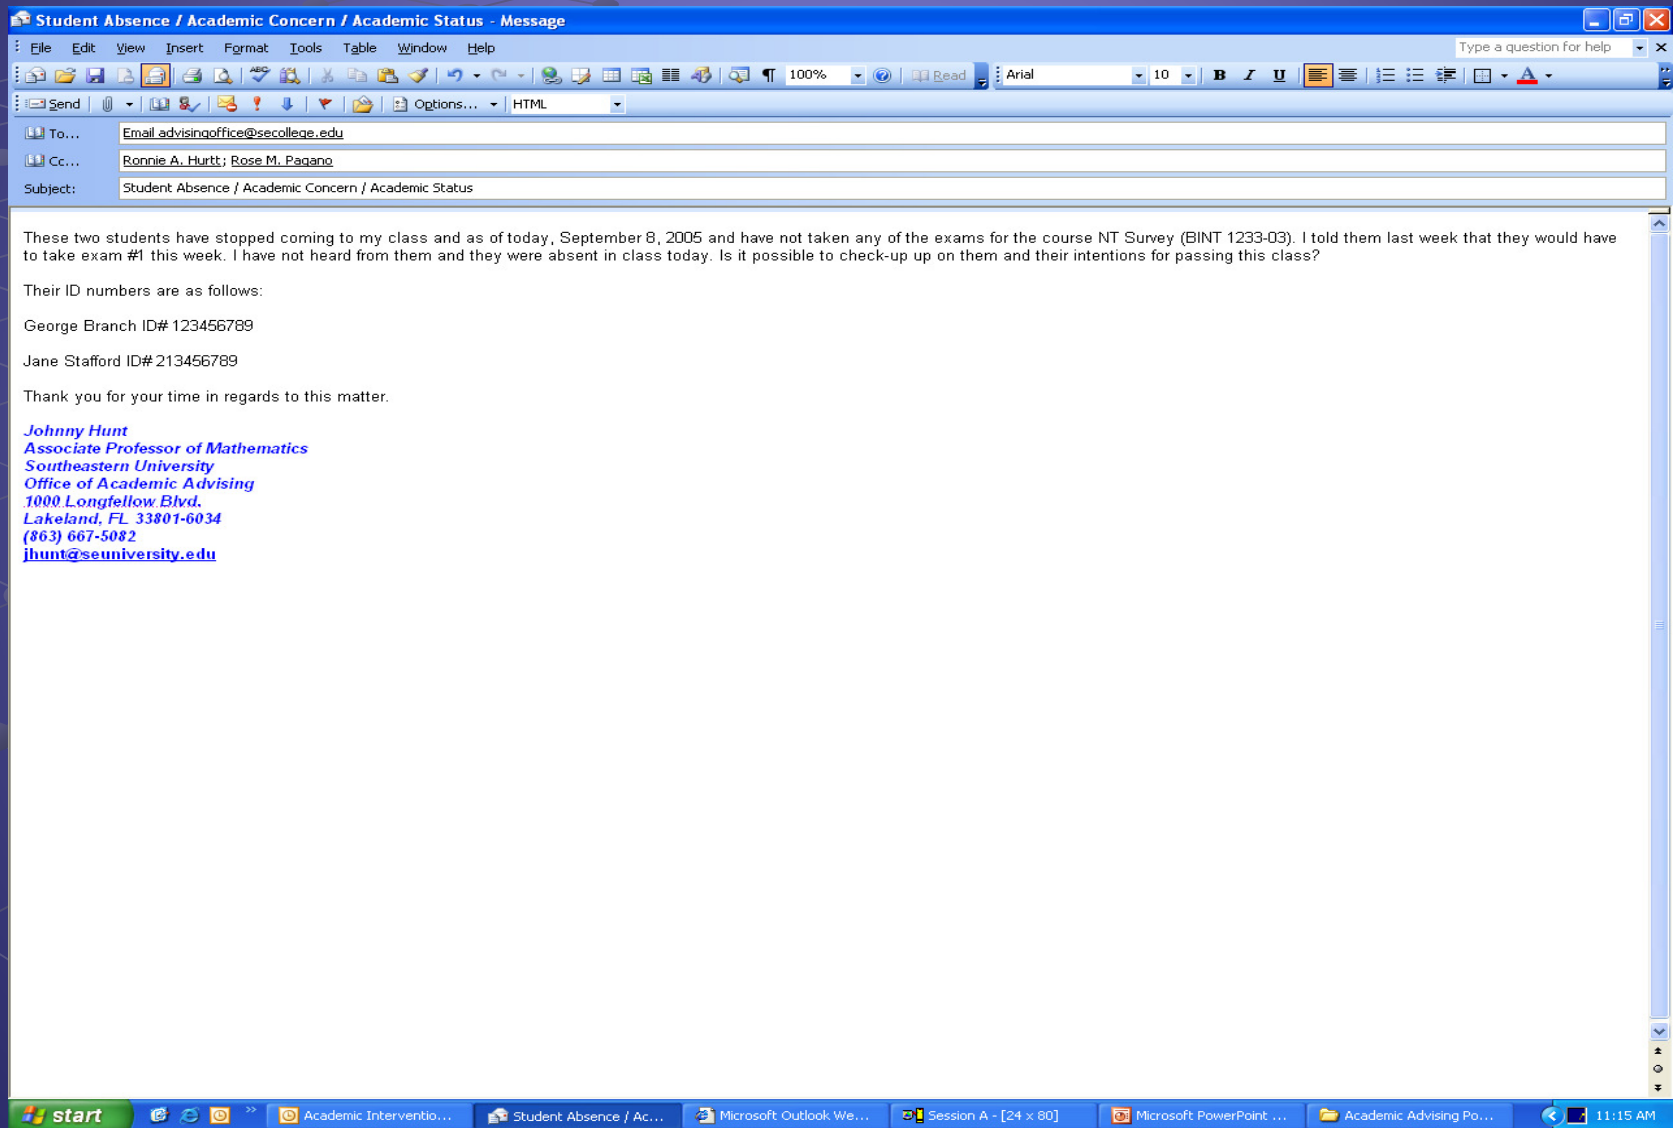 Student Absence / Academic Concern / Academic Status - Message
File Edit View Insert Format Tools Table Window Help Type a question for help
100% Read Arial 10 B I U A
Send Options... HTML
To... Email advisingoffice@secollege.edu
Cc... Ronnie A. Hurtt; Rose M. Pagano
Subject: Student Absence / Academic Concern / Academic Status
These two students have stopped coming to my class and as of today, September 8, 2005 and have not taken any of the exams for the course NT Survey (BINT 1233-03). I told them last week that they would have
to take exam #1 this week. I have not heard from them and they were absent in class today. Is it possible to check-up up on them and their intentions for passing this class?
Their ID numbers are as follows:
George Branch ID# 123456789
Jane Stafford ID# 213456789
Thank you for your time in regards to this matter.
Johnny Hunt
Associate Professor of Mathematics
Southeastern University
Office of Academic Advising
1000 Longfellow Blvd.
Lakeland, FL 33801-6034
(863) 667-5082
jhunt@seuniversity.edu
start Academic Interventio... Student Absence / Ac... Microsoft Outlook We... Session A - [24 x 80] Microsoft PowerPoint ... Academic Advising Po... 11:15 AM